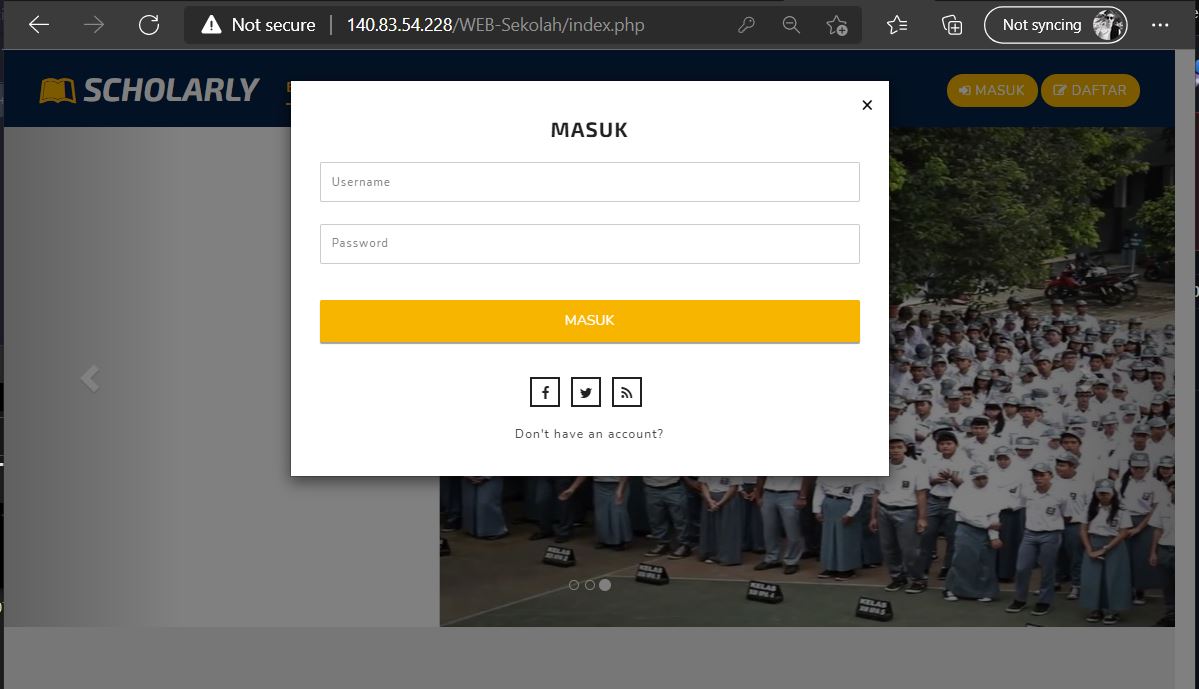 Not secure | 140.83.54.228/WEB-Sekolah/index.php
Not syncing
SCHOLARLY
MASUK DAFTAR
MASUK
Username
Password
MASUK
Don't have an account?
KELAS
KELAS
KELAS